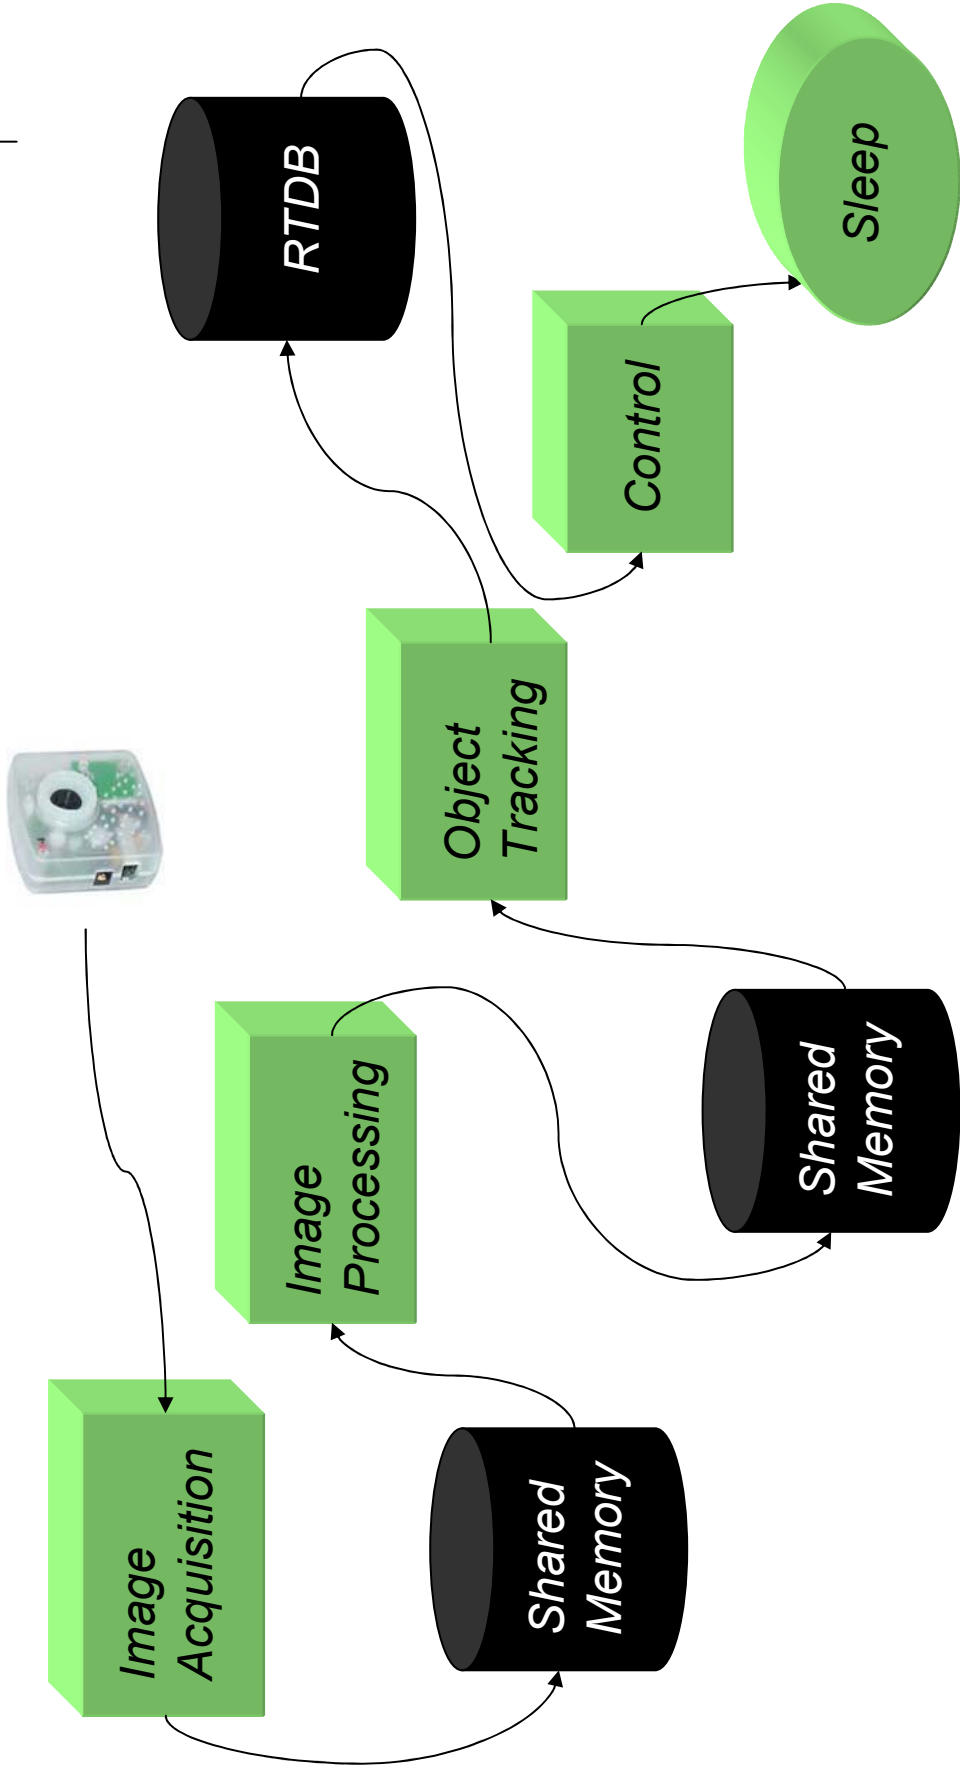 Image
Acquisition
Shared
Memory
Image
Processing
Shared
Memory
Object
Tracking
RTDB
Control
Sleep